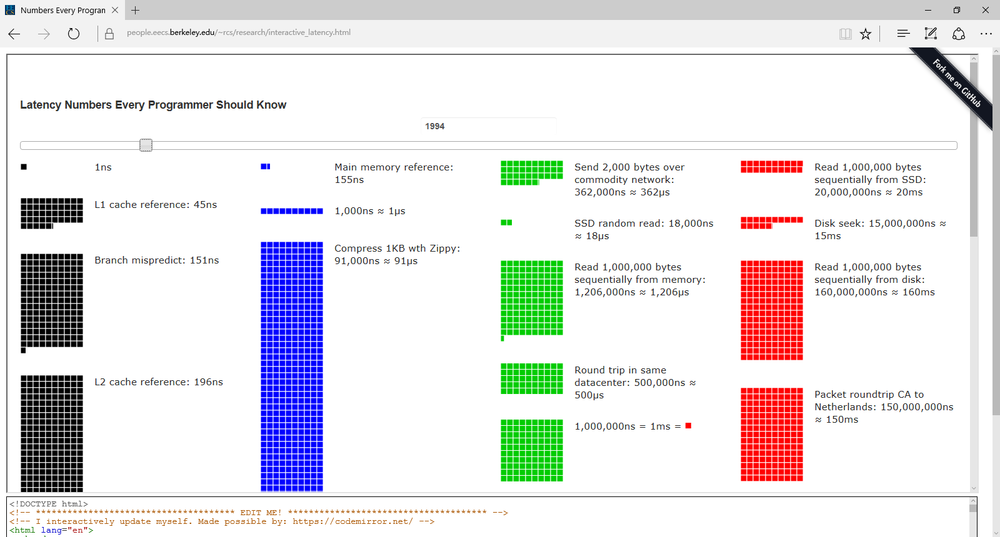 Numbers Every Program
people.eecs.berkeley.edu/~rcs/research/interactive_latency.html
Fork me on GitHub
Latency Numbers Every Programmer Should Know
1994
1ns
L1 cache reference: 45ns
Branch mispredict: 151ns
L2 cache reference: 196ns
Main memory reference:
155ns
1,000ns ≈ 1μs
Compress 1KB wth Zippy:
91,000ns ≈ 91μs
Send 2,000 bytes over
commodity network:
362,000ns ≈ 362μs
SSD random read: 18,000ns
≈ 18μs
Read 1,000,000 bytes
sequentially from memory:
1,206,000ns ≈ 1,206μs
Round trip in same
datacenter: 500,000ns ≈
500μs
1,000,000ns = 1ms =
Read 1,000,000 bytes
sequentially from SSD:
20,000,000ns ≈ 20ms
Disk seek: 15,000,000ns ≈
15ms
Read 1,000,000 bytes
sequentially from disk:
160,000,000ns ≈ 160ms
Packet roundtrip CA to
Netherlands: 150,000,000ns
≈ 150ms
<!DOCTYPE html>
<!-- ************************************** EDIT ME! ************************************** -->
<!-- I interactively update myself. Made possible by: https://codemirror.net/ -->
<html lang="en">